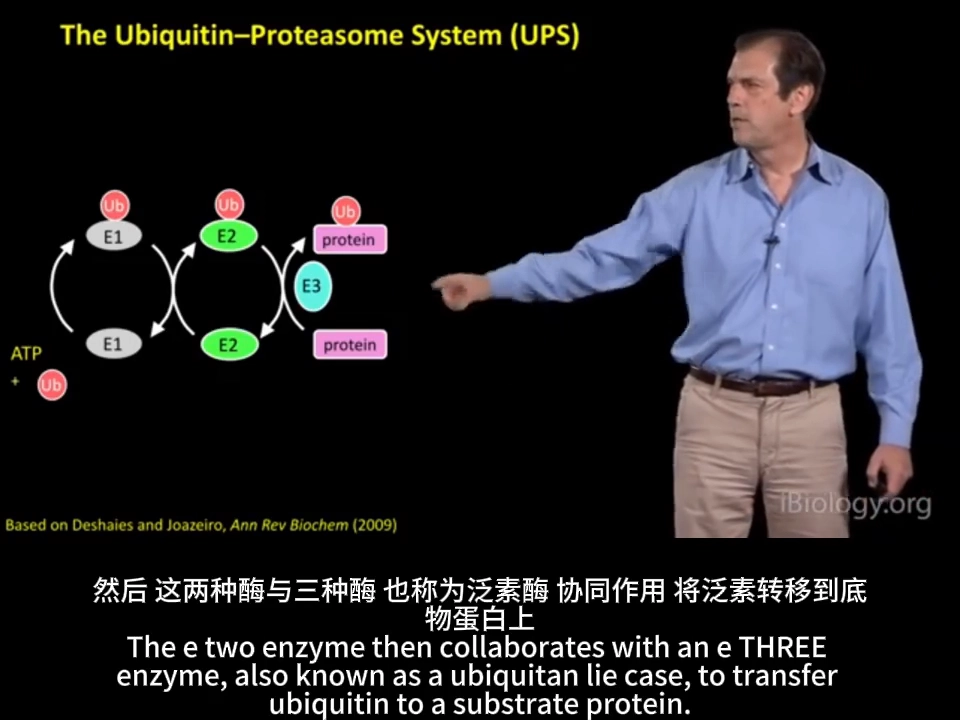 The Ubiquitin–Proteasome System (UPS)
Ub
Ub
Ub
E1
E2
protein
E3
E1
E2
protein
ATP
+
Ub
iBiology.org
Based on Deshaies and Joazeiro, Ann Rev Biochem (2009)
然后 这两种酶与三种酶 也称为泛素酶 协同作用 将泛素转移到底
物蛋白上
The e two enzyme then collaborates with an e THREE
enzyme, also known as a ubiquitan lie case, to transfer
ubiquitin to a substrate protein.